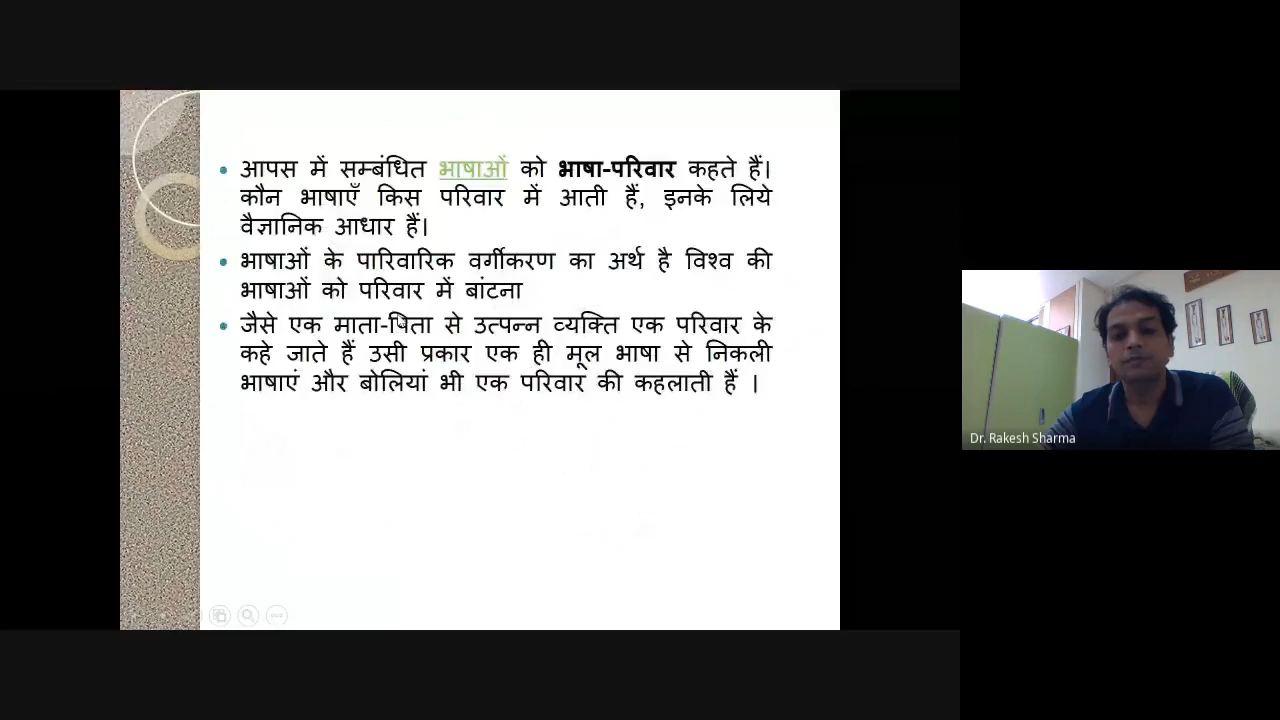 आपस में सम्बंधित भाषाओं को भाषा-परिवार कहते हैं।
कौन भाषाएँ किस परिवार में आती हैं, इनके लिये
वैज्ञानिक आधार हैं।
भाषाओं के पारिवारिक वर्गीकरण का अर्थ है विश्व की
भाषाओं को परिवार में बांटना
जैसे एक माता-पिता से उत्पन्न व्यक्ति एक परिवार के
कहे जाते हैं उसी प्रकार एक ही मूल भाषा से निकली
भाषाएं और बोलियां भी एक परिवार की कहलाती हैं ।
Dr. Rakesh Sharma